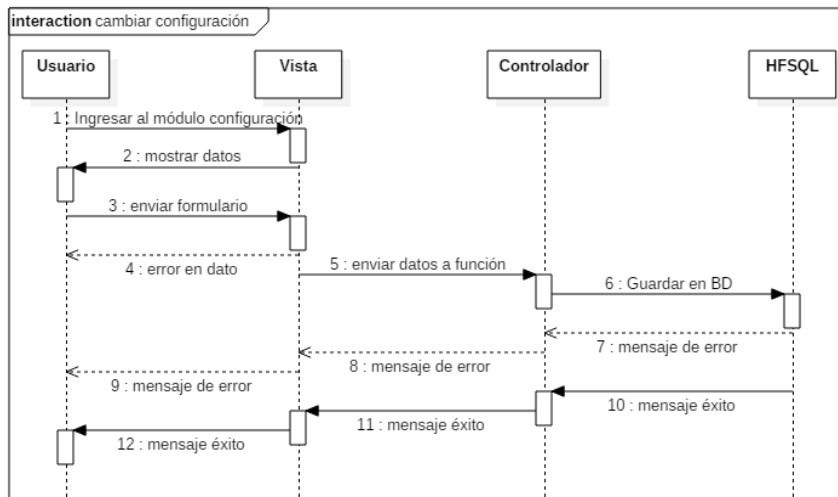 interaction cambiar configuración
Usuario
Vista
Controlador
HFSQL
1 : Ingresar al módulo configuración
2 : mostrar datos
3 : enviar formulario
4 : error en dato
5 : enviar datos a función
6 : Guardar en BD
7 : mensaje de error
8 : mensaje de error
9 : mensaje de error
10 : mensaje éxito
11 : mensaje éxito
12 : mensaje éxito